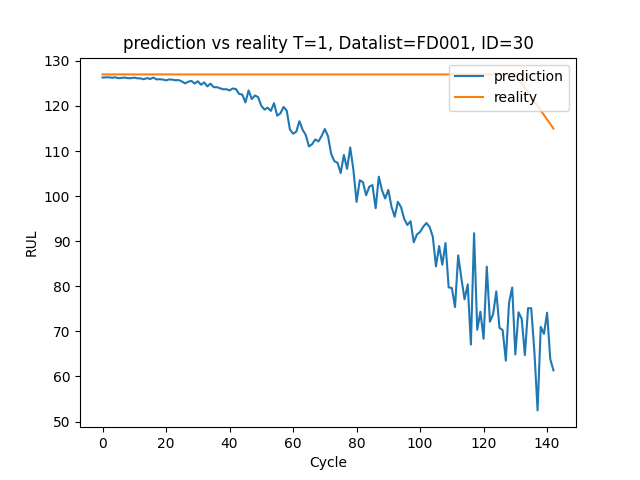 prediction vs reality T=1, Datalist=FD001, ID=30
prediction
reality
RUL
130
120
110
100
90
80
70
60
50
0 20 40 60 80 100 120 140
Cycle